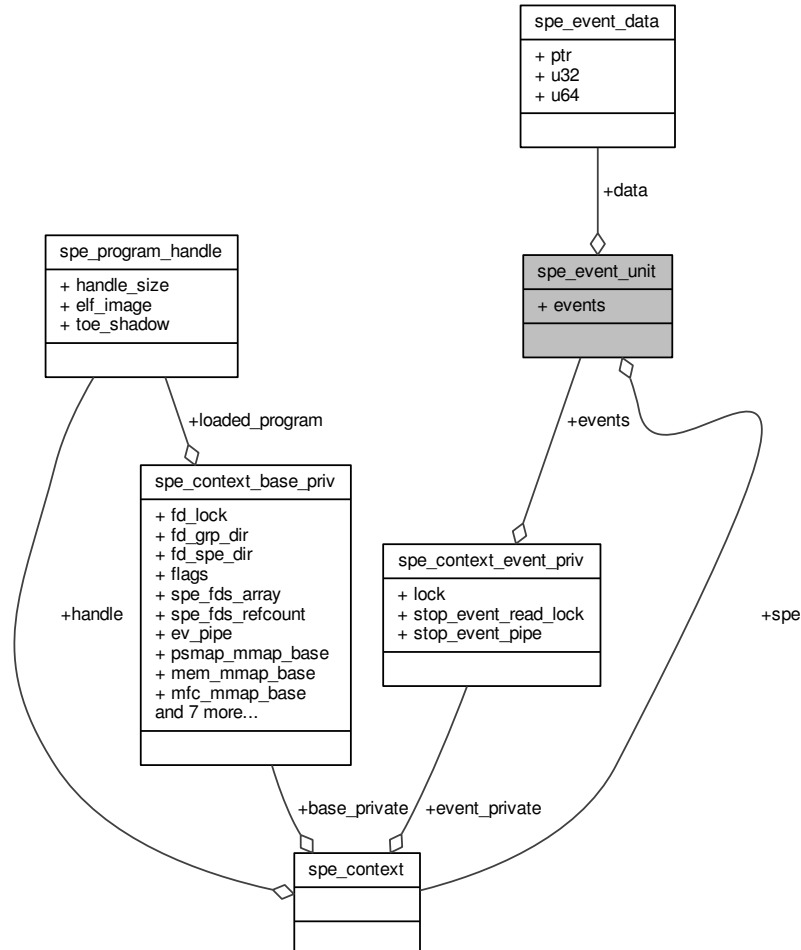 spe_event_data
+ ptr
+ u32
+ u64
+data
spe_program_handle
+ handle_size
+ elf_image
+ toe_shadow
spe_event_unit
+ events
+loaded_program
+events
spe_context_base_priv
+ fd_lock
+ fd_grp_dir
+ fd_spe_dir
+ flags
+ spe_fds_array
+ spe_fds_refcount
+ ev_pipe
+ psmap_mmap_base
+ mem_mmap_base
+ mfc_mmap_base
and 7 more...
spe_context_event_priv
+ lock
+ stop_event_read_lock
+ stop_event_pipe
+handle
+spe
+base_private
+event_private
spe_context